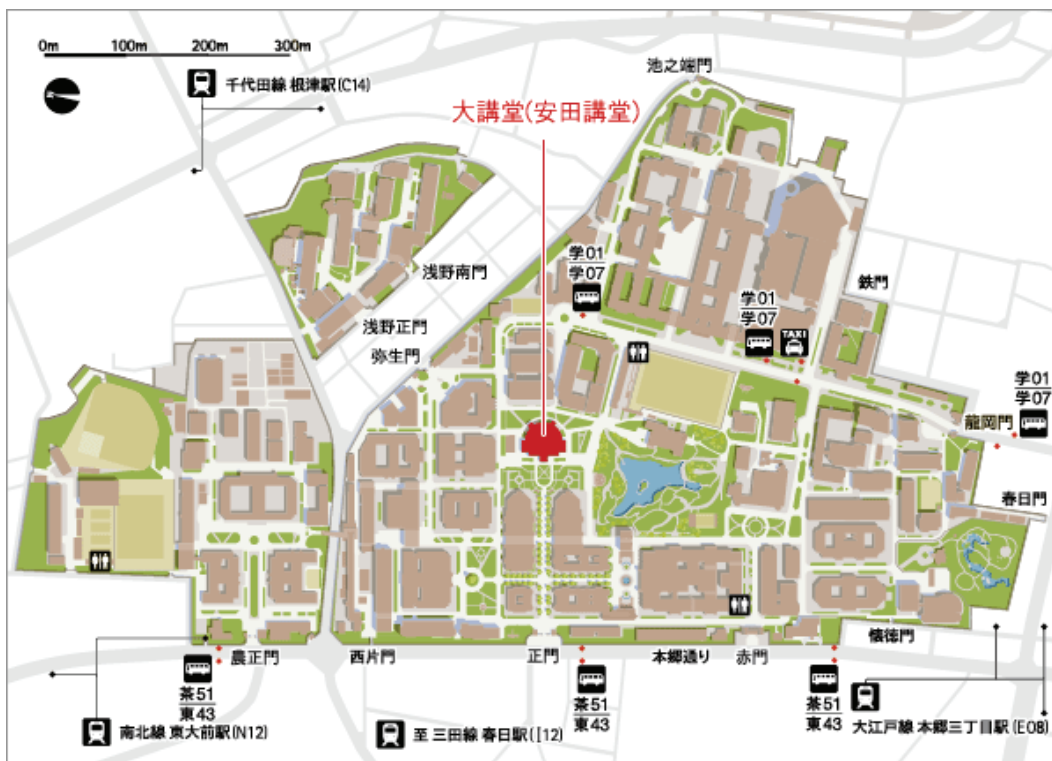 0m 100m 200m 300m
千代田線 根津駅(C14)
池之端門
大講堂(安田講堂)
浅野南門
学01
学07
鉄門
学01
学07
TAXI
浅野正門
弥生門
学01
学07
龍岡門
春日門
懐徳門
農正門
西片門
正門
本郷通り
赤門
茶51
東43
茶51
東43
茶51
東43
南北線 東大前駅(N12)
至 三田線 春日駅(I12)
大江戸線 本郷三丁目駅(E08)